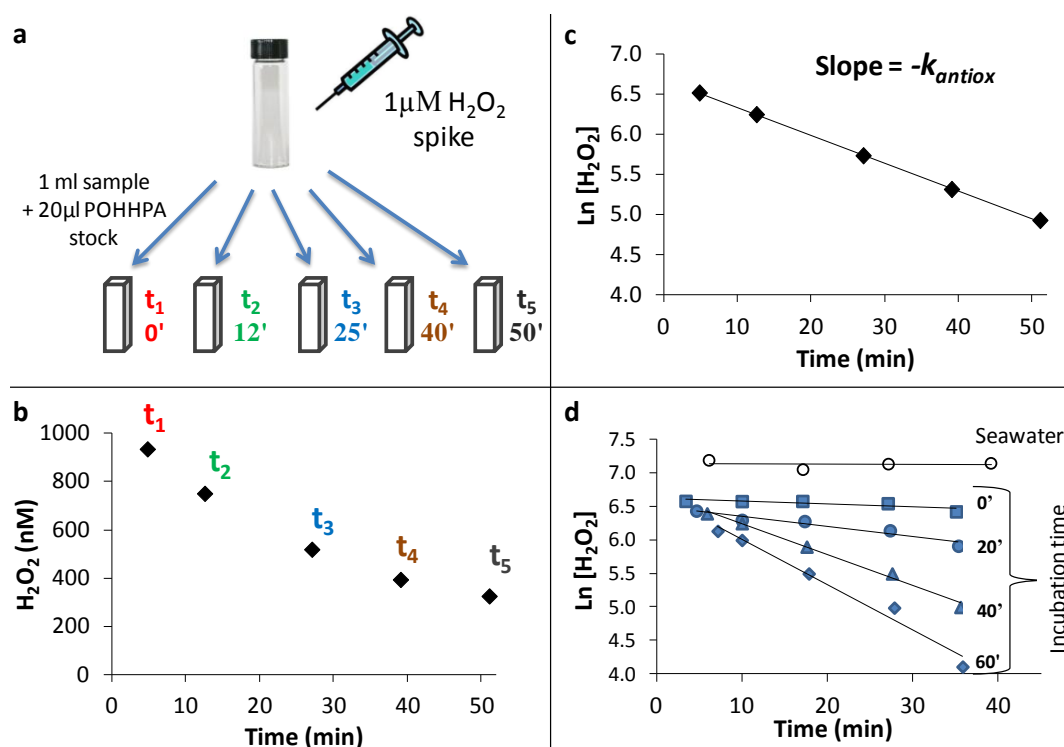 a
1μM H₂O₂
spike
1 ml sample
+ 20μl POHHPA
stock
t₁
0'
t₂
12'
t₃
25'
t₄
40'
t₅
50'
b
H₂O₂ (nM)
1000
800
600
400
200
0
t₁
t₂
t₃
t₄
t₅
0 10 20 30 40 50
Time (min)
c
Slope = -k_antiox
Ln [H₂O₂]
7.0
6.5
6.0
5.5
5.0
4.5
4.0
0 10 20 30 40 50
Time (min)
d
Ln [H₂O₂]
7.5
7.0
6.5
6.0
5.5
5.0
4.5
4.0
Seawater
0'
20'
40'
60'
Incubation time
0 10 20 30 40
Time (min)